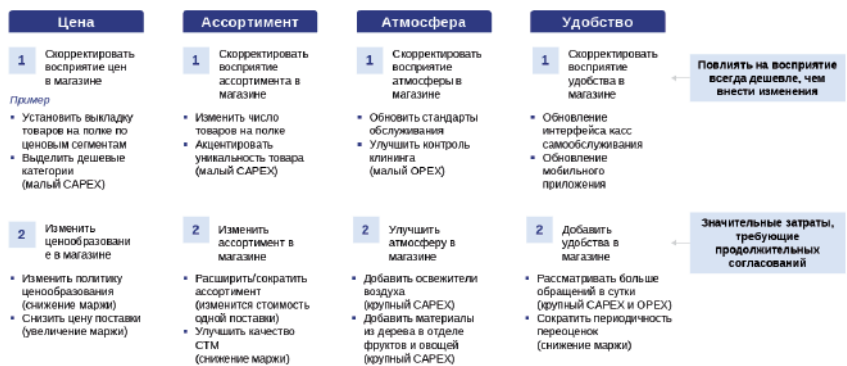 Цена
1
Скорректировать
восприятие цен
в магазине
Пример
▪ Установить выкладку
товаров на полке по
ценовым сегментам
▪ Выделить дешевые
категории
(малый CAPEX)
2
Изменить
ценообразовани
е в магазине
▪ Изменить политику
ценообразования
(снижение маржи)
▪ Снизить цену поставки
(увеличение маржи)
Ассортимент
1
Скорректировать
восприятие
ассортимента в
магазине
▪ Изменить число
товаров на полке
▪ Акцентировать
уникальность товара
(малый CAPEX)
2
Изменить
ассортимент в
магазине
▪ Расширить/сократить
ассортимент
(изменится стоимость
одной поставки)
▪ Улучшить качество
СТМ
(снижение маржи)
Атмосфера
1
Скорректировать
восприятие
атмосферы в
магазине
▪ Обновить стандарты
обслуживания
▪ Улучшить контроль
клининга
(малый OPEX)
2
Улучшить
атмосферу в
магазине
▪ Добавить освежители
воздуха
(крупный CAPEX)
▪ Добавить материалы
из дерева в отделе
фруктов и овощей
(крупный CAPEX)
Удобство
1
Скорректировать
восприятие
удобства в
магазине
▪ Обновление
интерфейса касс
самообслуживания
▪ Обновление
мобильного
приложения
2
Добавить
удобства в
магазине
▪ Рассматривать больше
обращений в сутки
(крупный CAPEX и OPEX)
▪ Сократить периодичность
переоценок
(снижение маржи)
Повлиять на восприятие
всегда дешевле, чем
внести изменения
Значительные затраты,
требующие
продолжительных
согласований